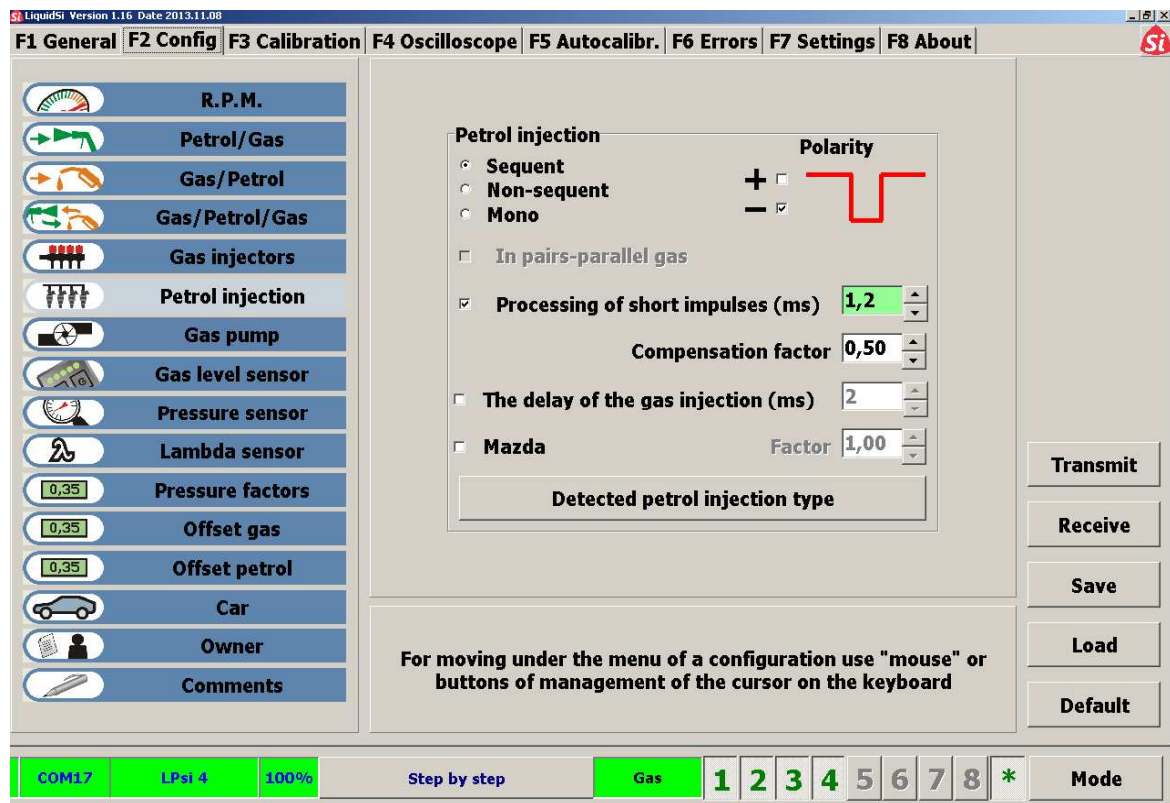 Si LiquidSi Version 1.16 Date 2013.11.08
F1 General F2 Config F3 Calibration F4 Oscilloscope F5 Autocalibr. F6 Errors F7 Settings F8 About Si
R.P.M.
Petrol/Gas
Gas/Petrol
Gas/Petrol/Gas
Gas injectors
Petrol injection
Gas pump
Gas level sensor
Pressure sensor
Lambda sensor
0,35 Pressure factors
0,35 Offset gas
0,35 Offset petrol
Car
Owner
Comments
Petrol injection
Polarity
Sequent
Non-sequent
Mono
+
−
In pairs-parallel gas
Processing of short impulses (ms) 1,2
Compensation factor 0,50
The delay of the gas injection (ms) 2
Mazda Factor 1,00
Detected petrol injection type
For moving under the menu of a configuration use "mouse" or
buttons of management of the cursor on the keyboard
Transmit
Receive
Save
Load
Default
COM17 LPsi 4 100% Step by step Gas 1 2 3 4 5 6 7 8 * Mode